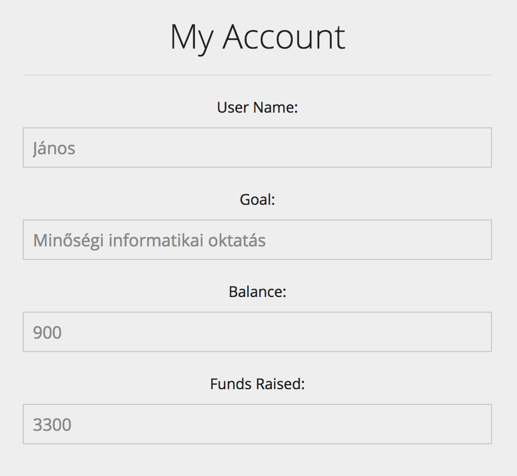 My Account
User Name:
János
Goal:
Minőségi informatikai oktatás
Balance:
900
Funds Raised:
3300